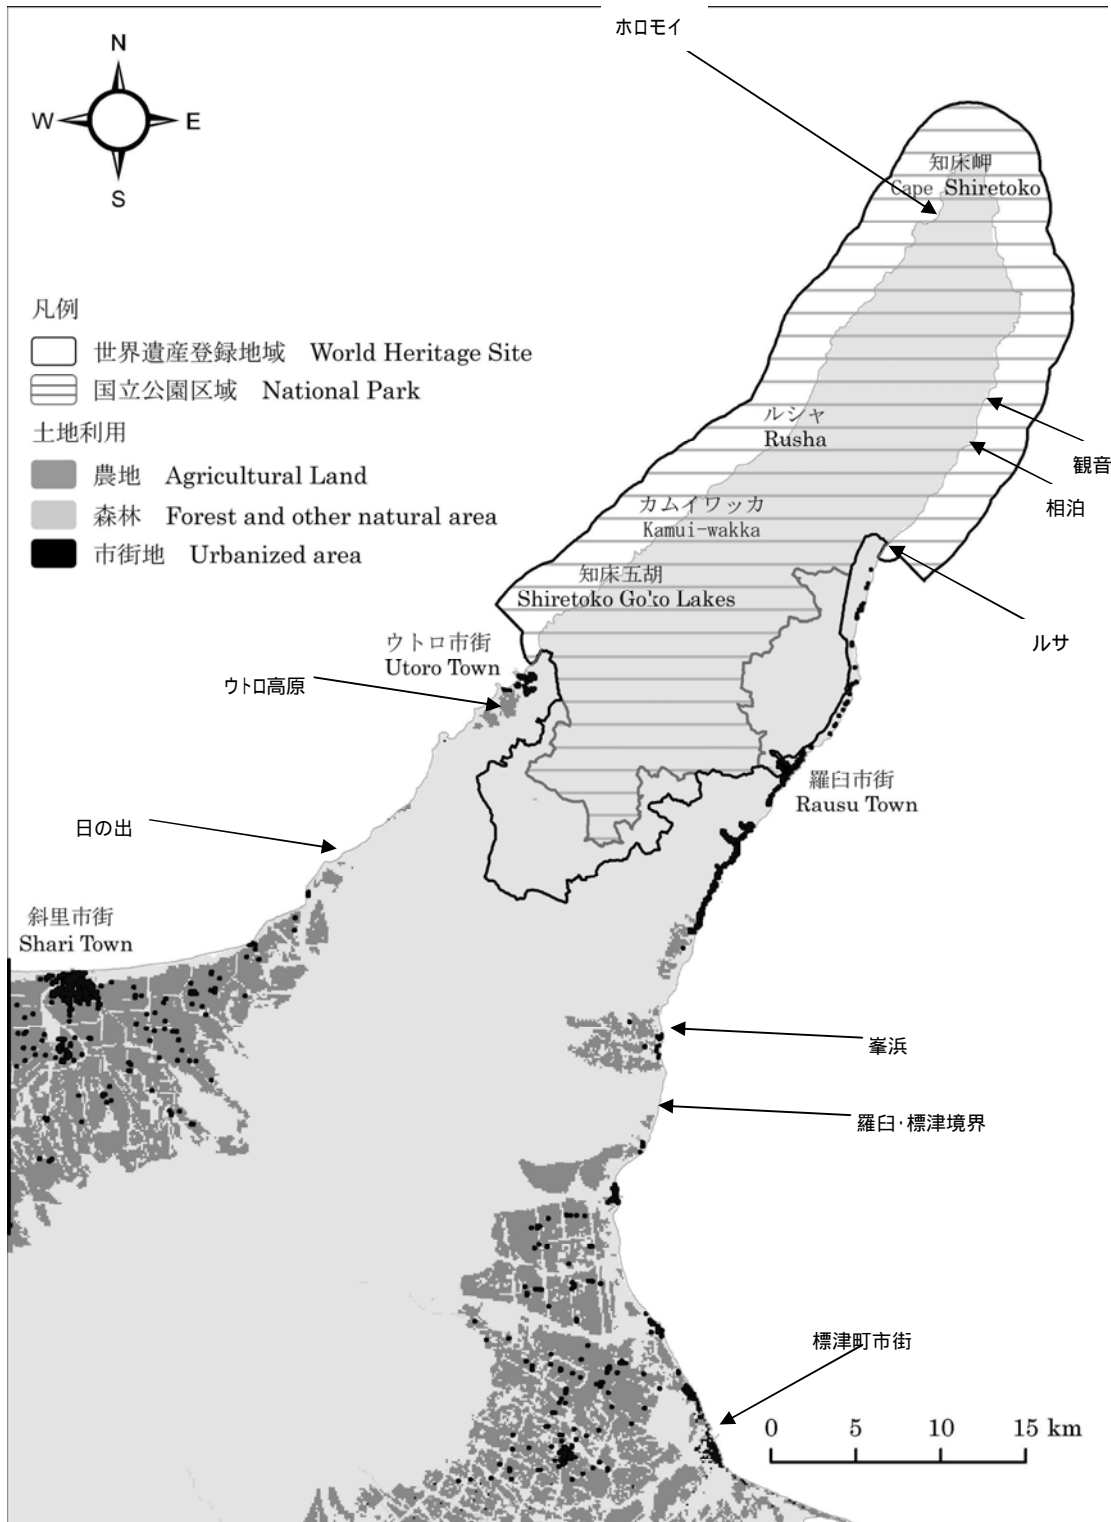 ホロモイ
N
W
E
S
知床岬
Cape Shiretoko
凡例
世界遺産登録地域 World Heritage Site
国立公園区域 National Park
土地利用
農地 Agricultural Land
森林 Forest and other natural area
市街地 Urbanized area
ルシャ
Rusha
観音
相泊
カムイワッカ
Kamui-wakka
知床五胡
Shiretoko Go'ko Lakes
ルサ
ウトロ市街
Utoro Town
ウトロ高原
羅臼市街
Rausu Town
日の出
斜里市街
Shari Town
峯浜
羅臼・標津境界
標津町市街
0 5 10 15 km